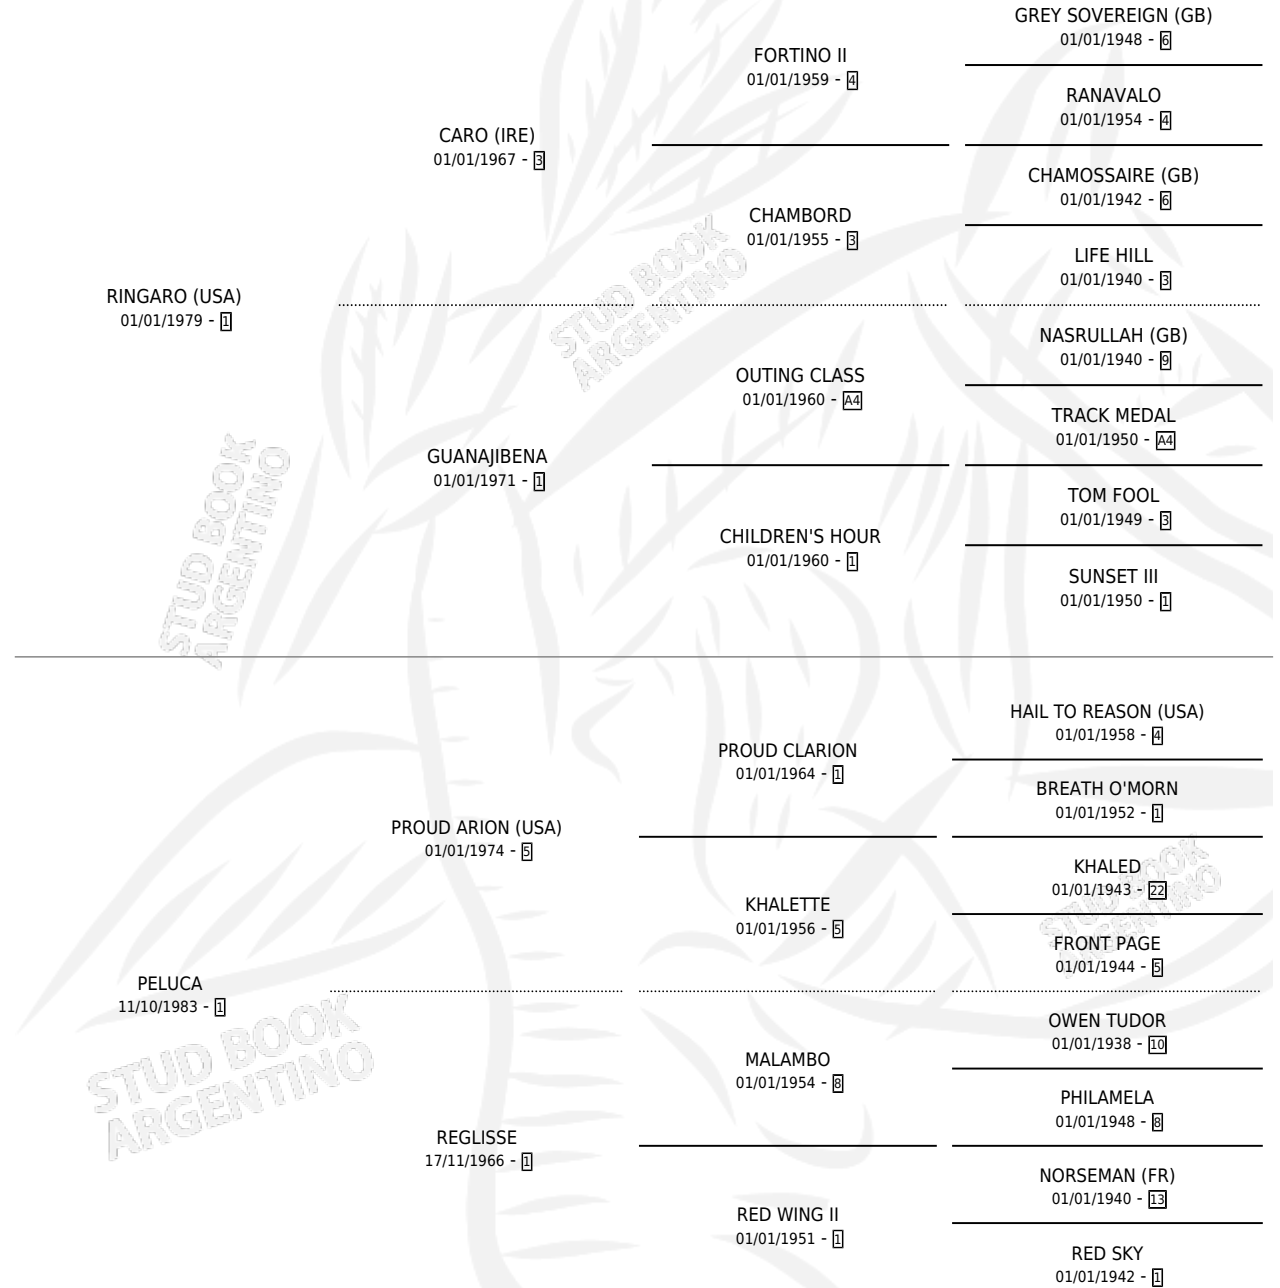 GREY SOVEREIGN (GB)
01/01/1948 - 6
FORTINO II
01/01/1959 - 4
RANAVALO
01/01/1954 - 4
CARO (IRE)
01/01/1967 - 3
CHAMOSSAIRE (GB)
01/01/1942 - 6
CHAMBORD
01/01/1955 - 3
LIFE HILL
01/01/1940 - 3
RINGARO (USA)
01/01/1979 - 1
STUD BOOK
ARGENTINO
NASRULLAH (GB)
01/01/1940 - 9
OUTING CLASS
01/01/1960 - A4
TRACK MEDAL
01/01/1950 - A4
GUANAJIBENA
01/01/1971 - 1
TOM FOOL
01/01/1949 - 3
CHILDREN'S HOUR
01/01/1960 - 1
SUNSET III
01/01/1950 - 1
STUD BOOK
ARGENTINO
HAIL TO REASON (USA)
01/01/1958 - 4
PROUD CLARION
01/01/1964 - 1
BREATH O'MORN
01/01/1952 - 1
PROUD ARION (USA)
01/01/1974 - 5
KHALED
01/01/1943 - 22
KHALETTE
01/01/1956 - 5
FRONT PAGE
01/01/1944 - 5
STUD BOOK
ARGENTINO
PELUCA
11/10/1983 - 1
OWEN TUDOR
01/01/1938 - 10
MALAMBO
01/01/1954 - 8
PHILAMELA
01/01/1948 - 8
STUD BOOK
ARGENTINO
REGLISSE
17/11/1966 - 1
NORSEMAN (FR)
01/01/1940 - 13
RED WING II
01/01/1951 - 1
RED SKY
01/01/1942 - 1